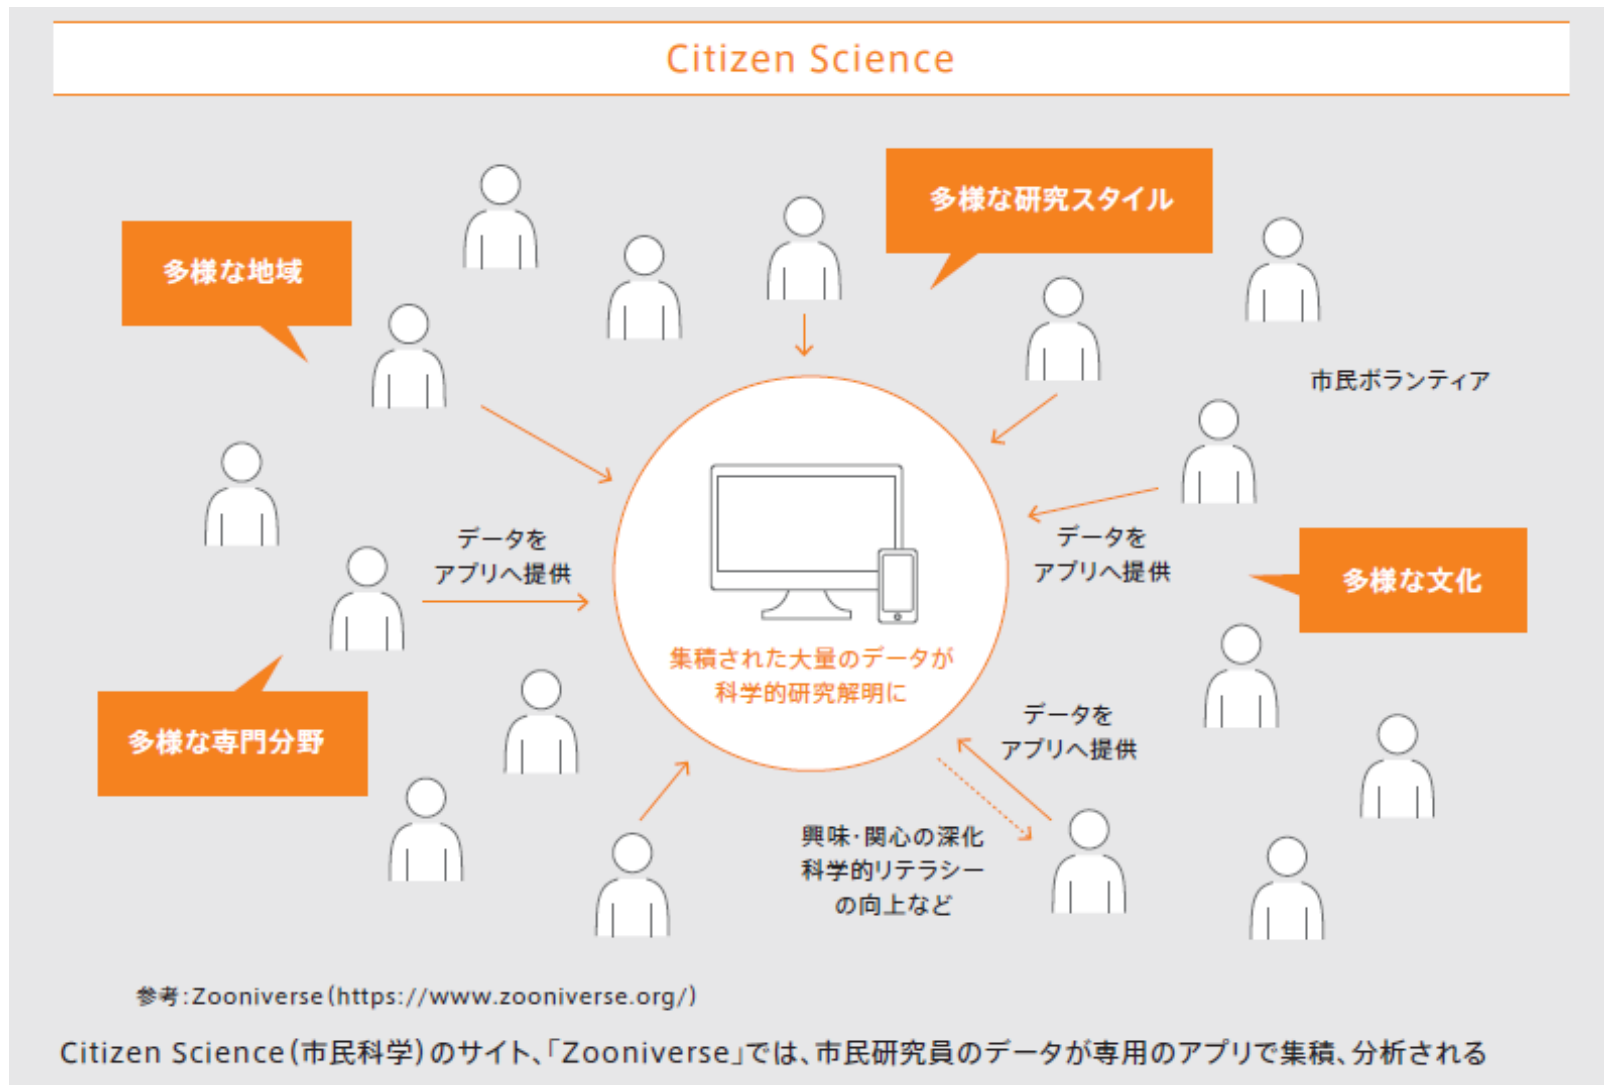 Citizen Science
多様な研究スタイル
多様な地域
市民ボランティア
データを
アプリへ提供
データを
アプリへ提供
多様な文化
集積された大量のデータが
科学的研究解明に
多様な専門分野
データを
アプリへ提供
興味・関心の深化
科学的リテラシー
の向上など
参考:Zooniverse(https://www.zooniverse.org/)
Citizen Science(市民科学)のサイト、「Zooniverse」では、市民研究員のデータが専用のアプリで集積、分析される